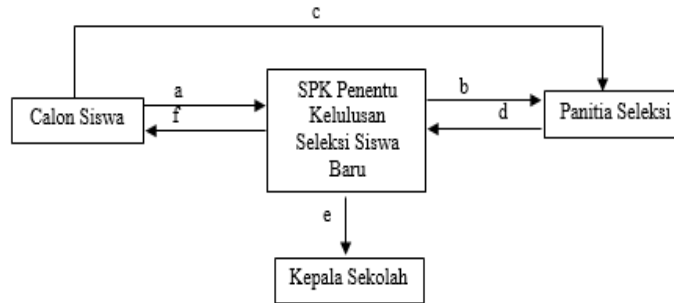 c
a
SPK Penentu
Kelulusan
Seleksi Siswa
Baru
b
Calon Siswa
f
d
Panitia Seleksi
e
Kepala Sekolah